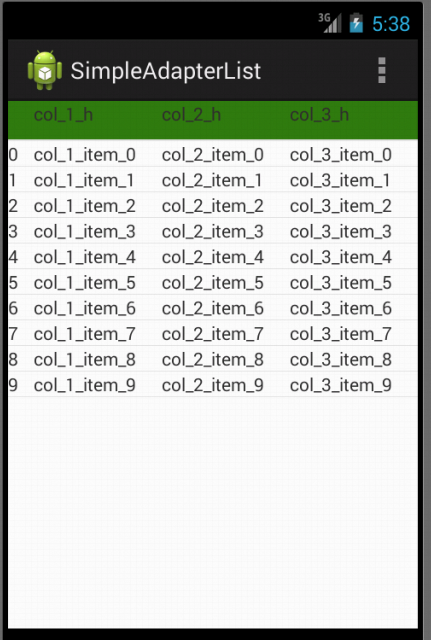 3G 5:38
SimpleAdapterList
col_1_h col_2_h col_3_h
0 col_1_item_0 col_2_item_0 col_3_item_0
1 col_1_item_1 col_2_item_1 col_3_item_1
2 col_1_item_2 col_2_item_2 col_3_item_2
3 col_1_item_3 col_2_item_3 col_3_item_3
4 col_1_item_4 col_2_item_4 col_3_item_4
5 col_1_item_5 col_2_item_5 col_3_item_5
6 col_1_item_6 col_2_item_6 col_3_item_6
7 col_1_item_7 col_2_item_7 col_3_item_7
8 col_1_item_8 col_2_item_8 col_3_item_8
9 col_1_item_9 col_2_item_9 col_3_item_9